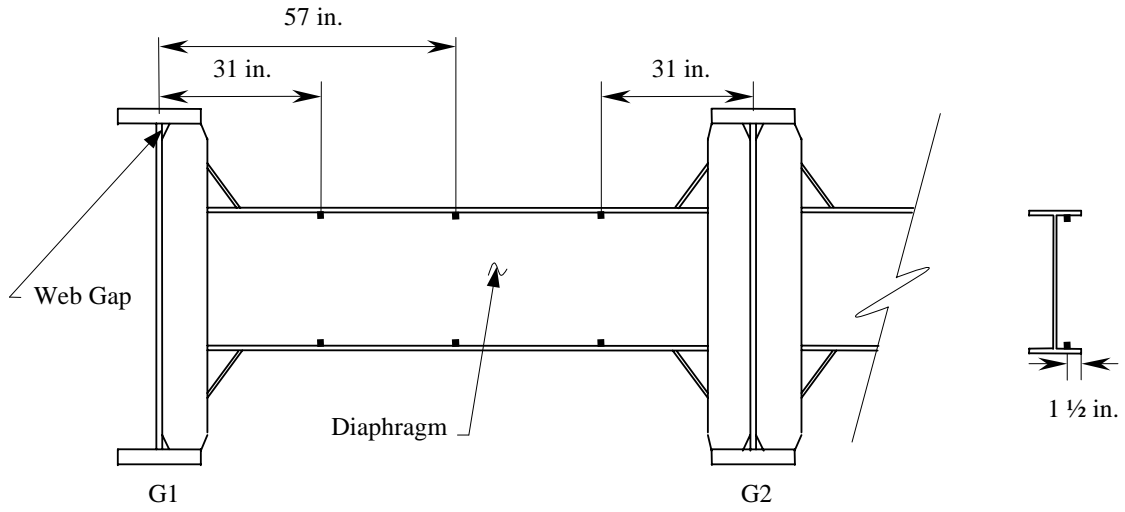 57 in.
31 in.
31 in.
Web Gap
1 ½ in.
Diaphragm
G1
G2